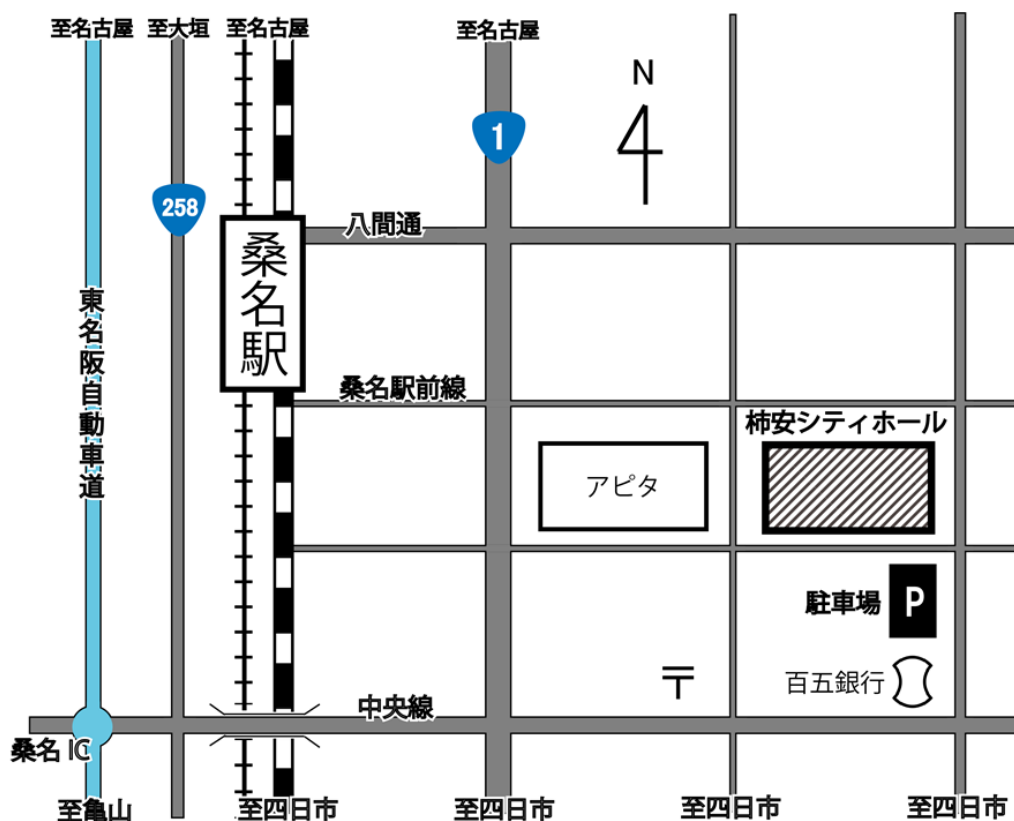 至名古屋
至大垣
至名古屋
至名古屋
N
1
258
八間通
桑名駅
東名阪自動車道
桑名駅前線
柿安シティホール
アピタ
駐車場
P
〒
百五銀行
中央線
桑名IC
至亀山
至四日市
至四日市
至四日市
至四日市